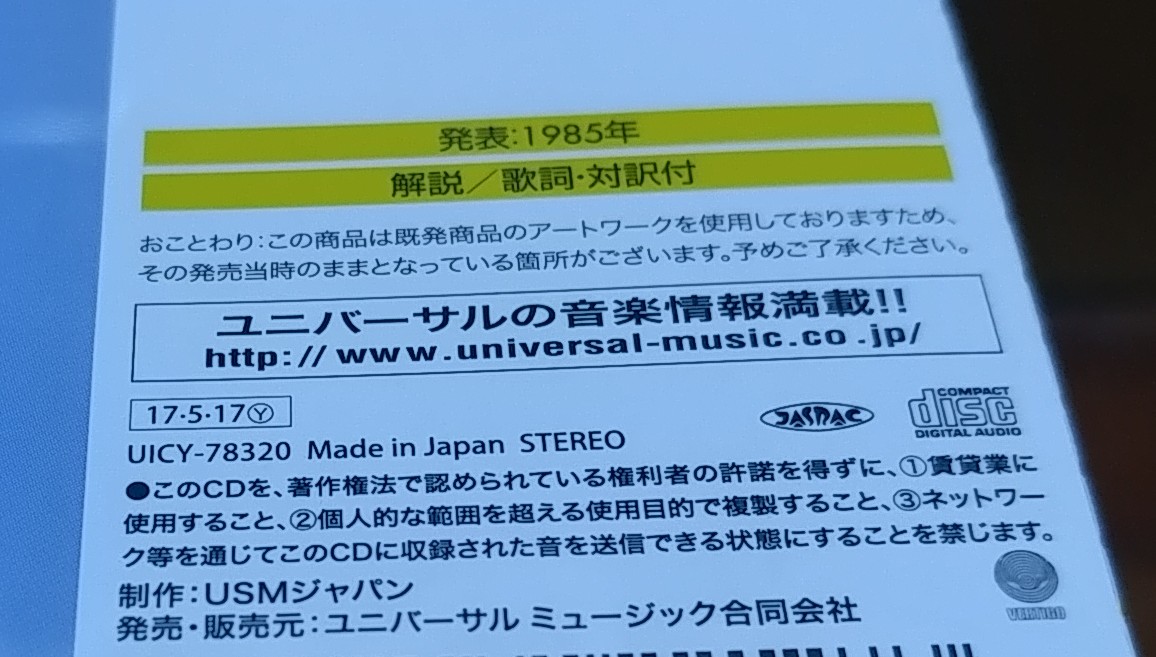 発表:1985年
解説／歌詞・対訳付
おことわり:この商品は既発商品のアートワークを使用しておりますため、
その発売当時のままとなっている箇所がございます。予めご了承ください。
ユニバーサルの音楽情報満載!!
http://www.universal-music.co.jp/
17・5・17Ⓨ
JASRAC
COMPACT
disc
DIGITAL AUDIO
UICY-78320 Made in Japan STEREO
●このCDを、著作権法で認められている権利者の許諾を得ずに、①賃貸業に
使用すること、②個人的な範囲を超える使用目的で複製すること、③ネットワー
ク等を通じてこのCDに収録された音を送信できる状態にすることを禁じます。
制作:USMジャパン
発売・販売元:ユニバーサル ミュージック合同会社
VERTIGO